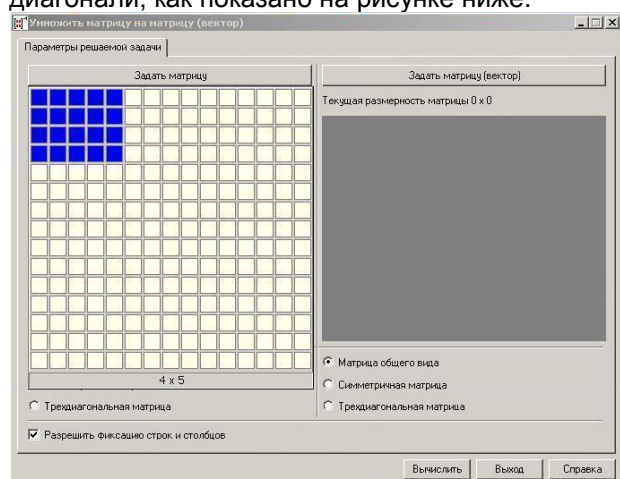 диагонали, как показано на рисунке ниже.
Умножить матрицу на матрицу (вектор)
Параметры решаемой задачи
Задать матрицу
Задать матрицу (вектор)
Текущая размерность матрицы 0 x 0
4 x 5
Матрица общего вида
Симметричная матрица
Трехдиагональная матрица
Трехдиагональная матрица
Разрешить фиксацию строк и столбцов
Вычислить Выход Справка